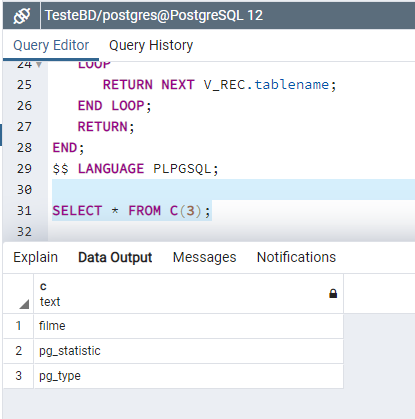 TesteBD/postgres@PostgreSQL 12
Query Editor Query History
24 LOOP
25 RETURN NEXT V_REC.tablename;
26 END LOOP;
27 RETURN;
28 END;
29 $$ LANGUAGE PLPGSQL;
30
31 SELECT * FROM C(3);
32
Explain Data Output Messages Notifications
c
text
1 filme
2 pg_statistic
3 pg_type